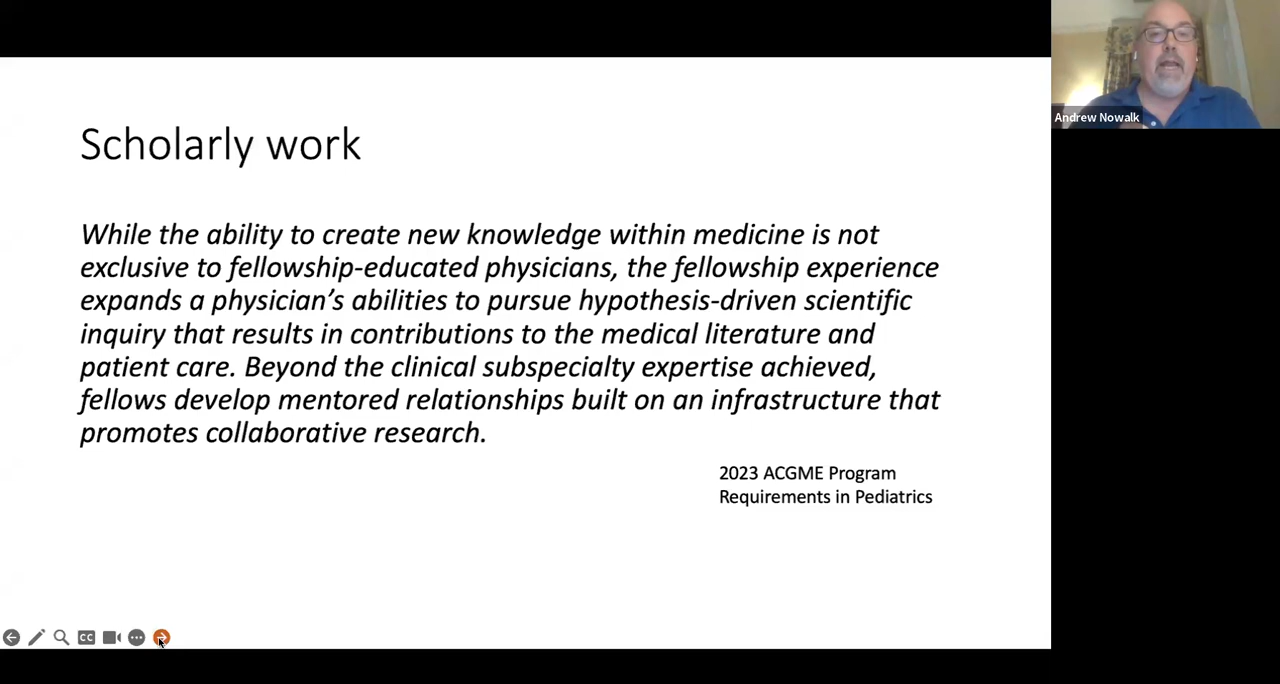 Scholarly work
While the ability to create new knowledge within medicine is not
exclusive to fellowship-educated physicians, the fellowship experience
expands a physician’s abilities to pursue hypothesis-driven scientific
inquiry that results in contributions to the medical literature and
patient care. Beyond the clinical subspecialty expertise achieved,
fellows develop mentored relationships built on an infrastructure that
promotes collaborative research.
2023 ACGME Program
Requirements in Pediatrics
Andrew Nowalk
CC